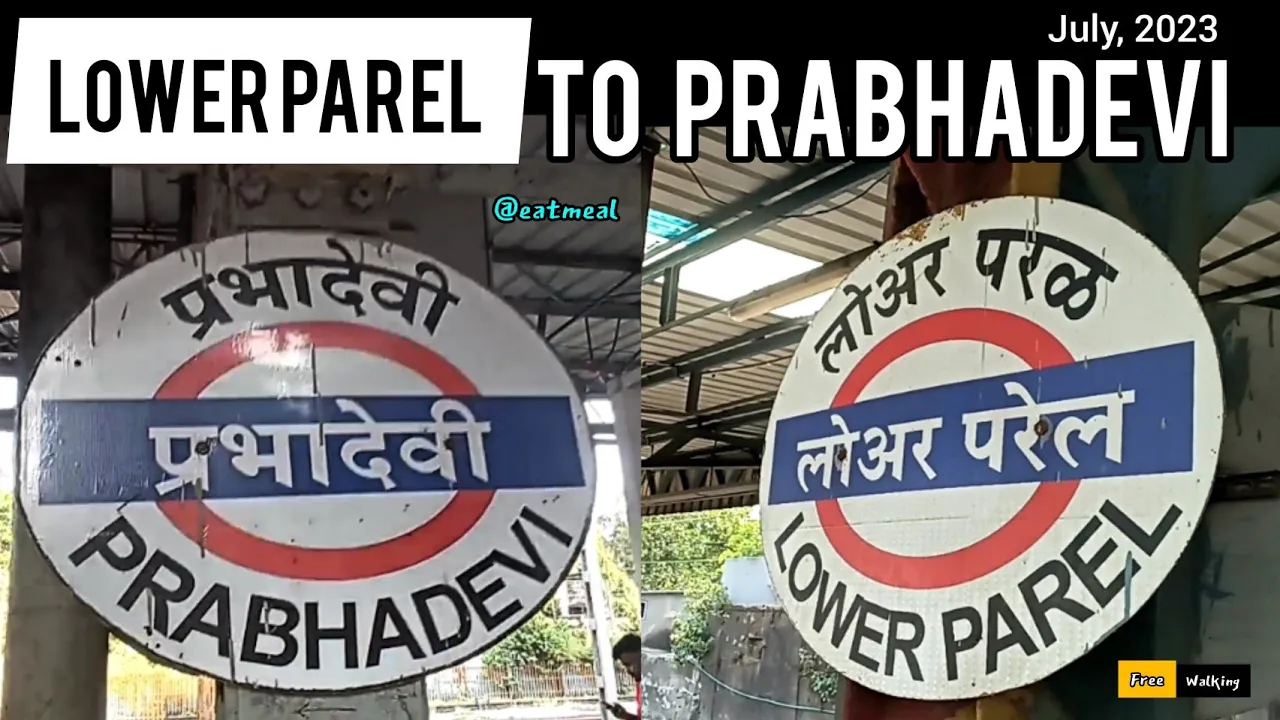 July, 2023
LOWER PAREL TO PRABHADEVI
@eatmeal
प्रभादेवी
प्रभादेवी
PRABHADEVI
लोअर परळ
लोअर परेल
LOWER PAREL
Free Walking